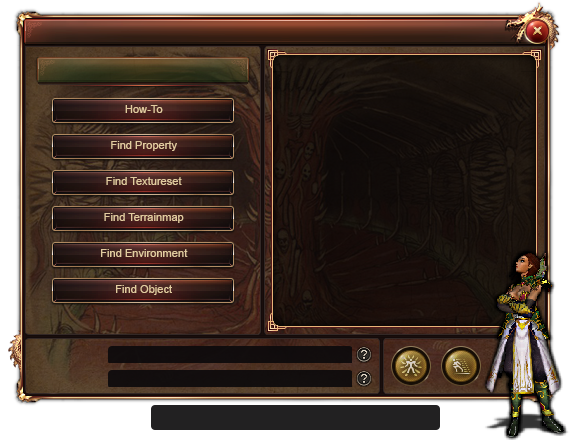 How-To
Find Property
Find Textureset
Find Terrainmap
Find Environment
Find Object
?
?